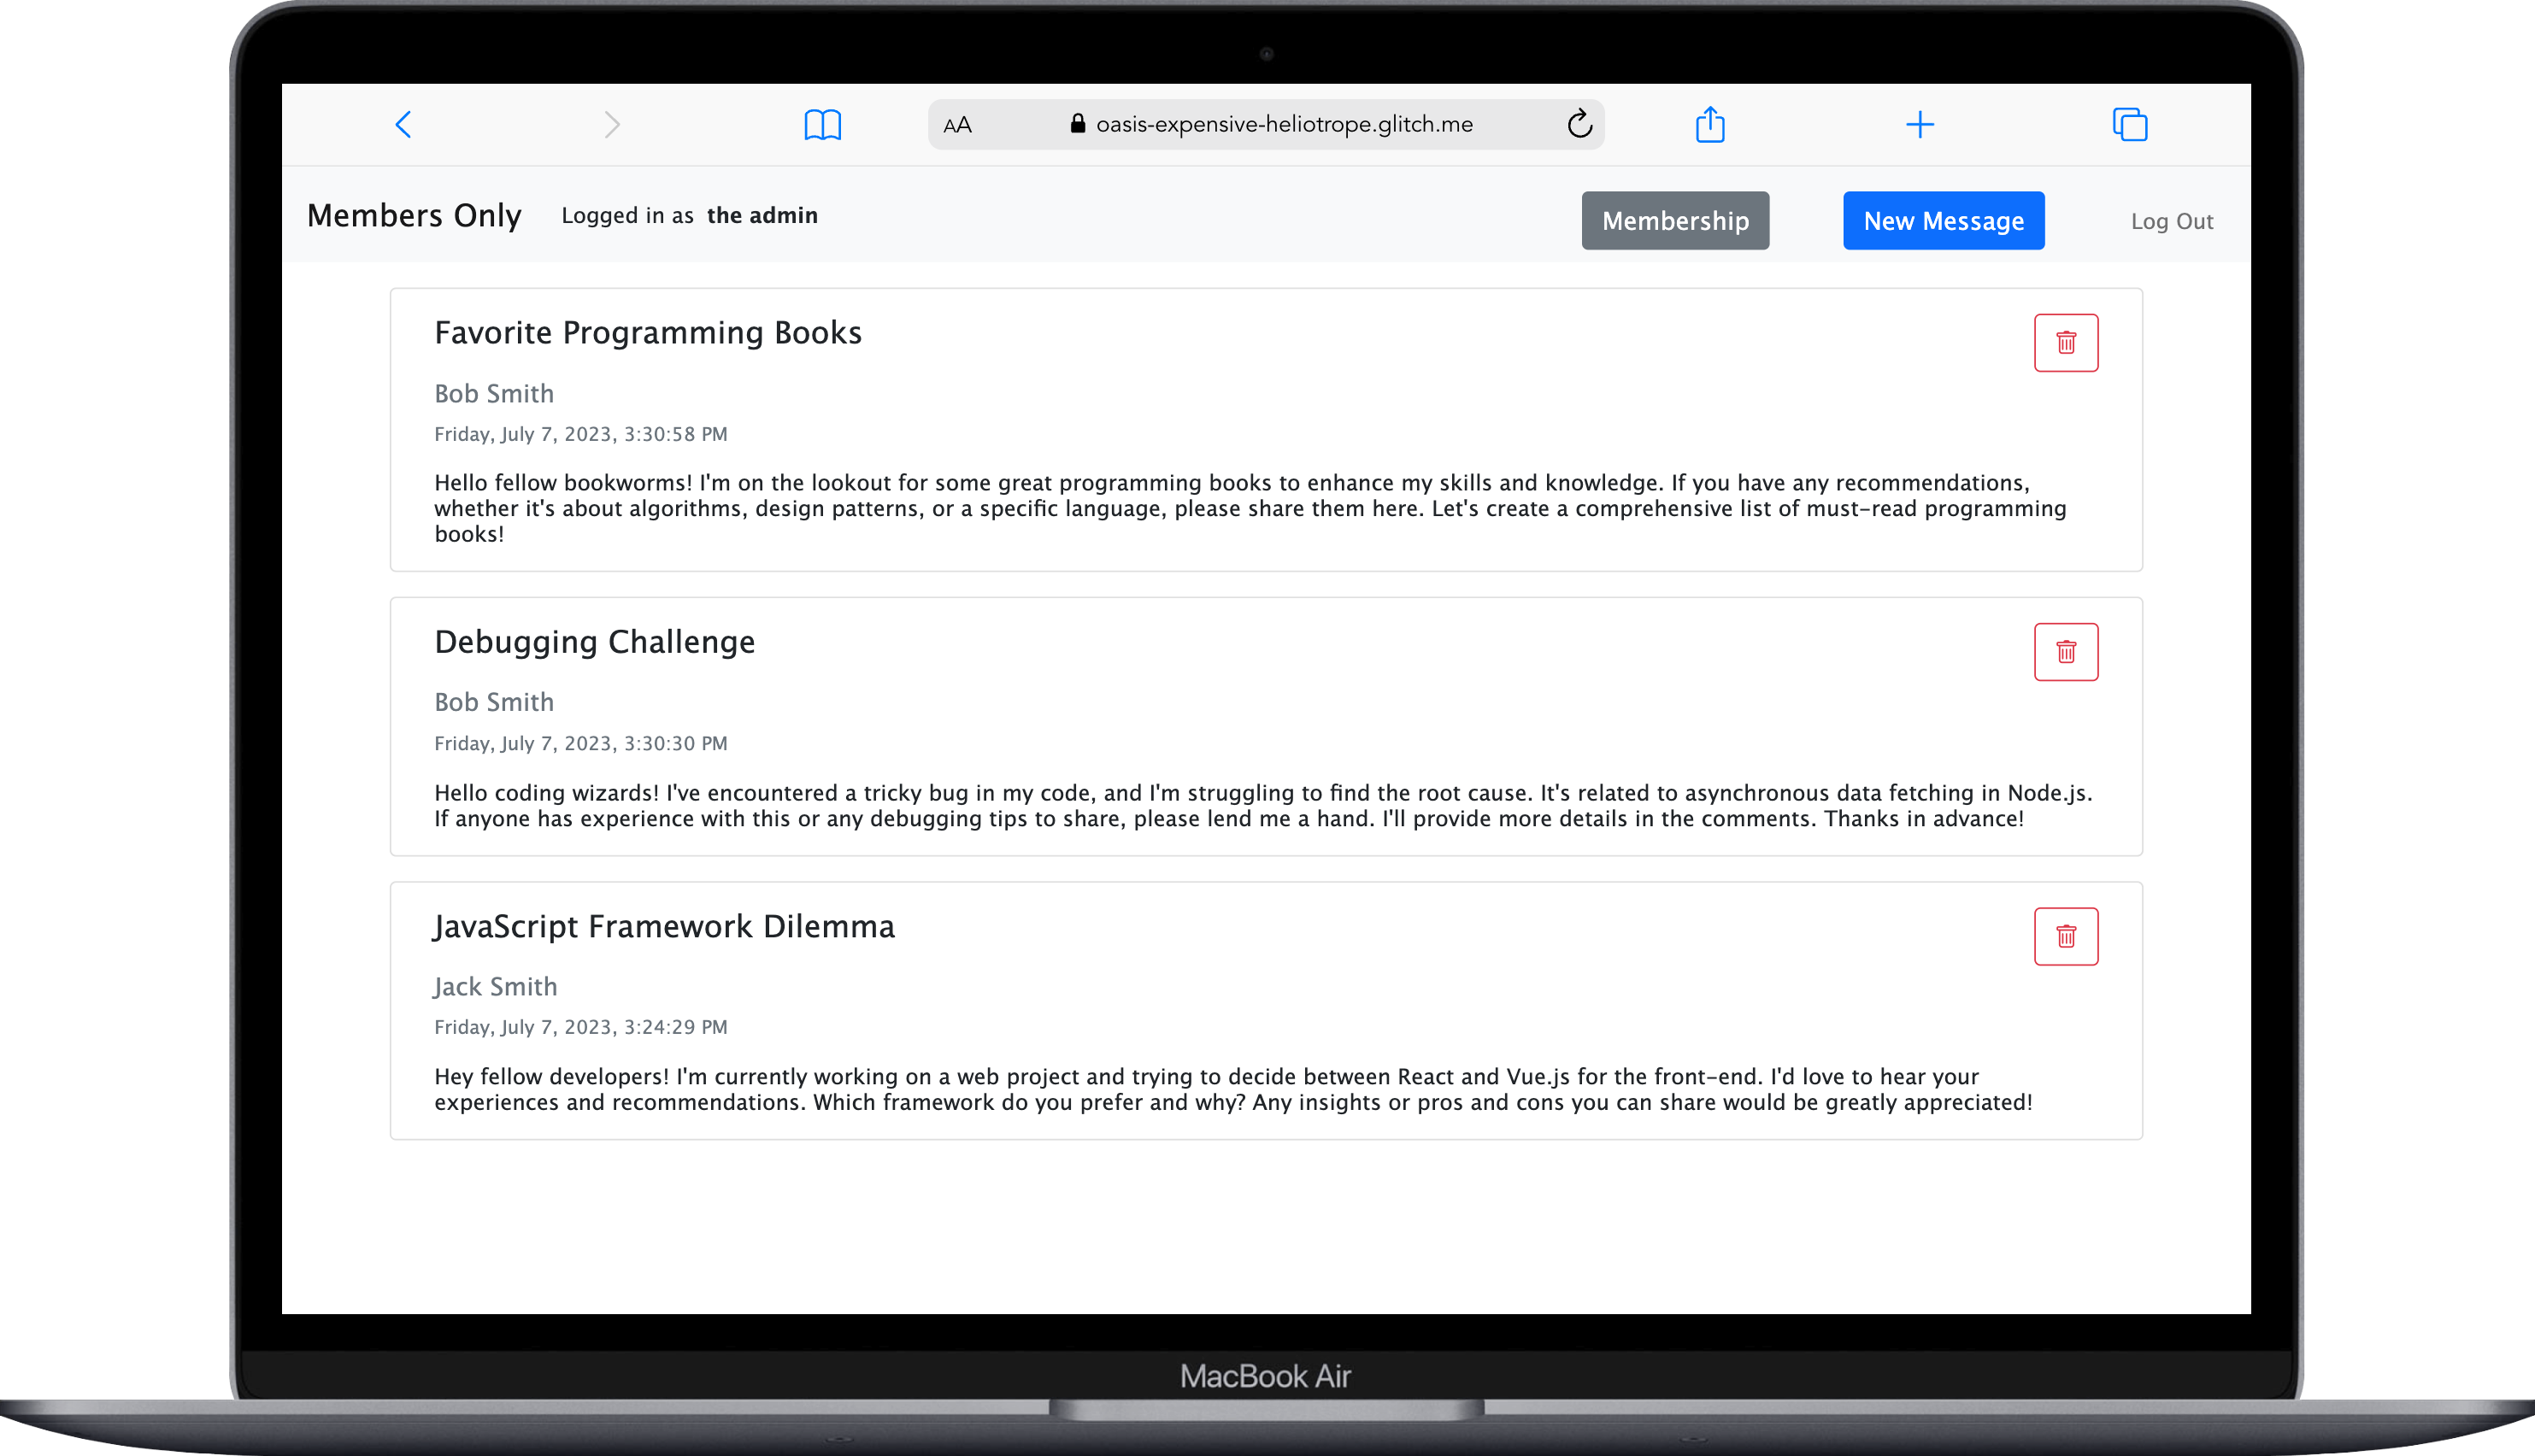 AA oasis-expensive-heliotrope.glitch.me
Members Only Logged in as the admin Membership New Message Log Out
Favorite Programming Books
Bob Smith
Friday, July 7, 2023, 3:30:58 PM
Hello fellow bookworms! I'm on the lookout for some great programming books to enhance my skills and knowledge. If you have any recommendations,
whether it's about algorithms, design patterns, or a specific language, please share them here. Let's create a comprehensive list of must-read programming
books!
Debugging Challenge
Bob Smith
Friday, July 7, 2023, 3:30:30 PM
Hello coding wizards! I've encountered a tricky bug in my code, and I'm struggling to find the root cause. It's related to asynchronous data fetching in Node.js.
If anyone has experience with this or any debugging tips to share, please lend me a hand. I'll provide more details in the comments. Thanks in advance!
JavaScript Framework Dilemma
Jack Smith
Friday, July 7, 2023, 3:24:29 PM
Hey fellow developers! I'm currently working on a web project and trying to decide between React and Vue.js for the front-end. I'd love to hear your
experiences and recommendations. Which framework do you prefer and why? Any insights or pros and cons you can share would be greatly appreciated!
MacBook Air